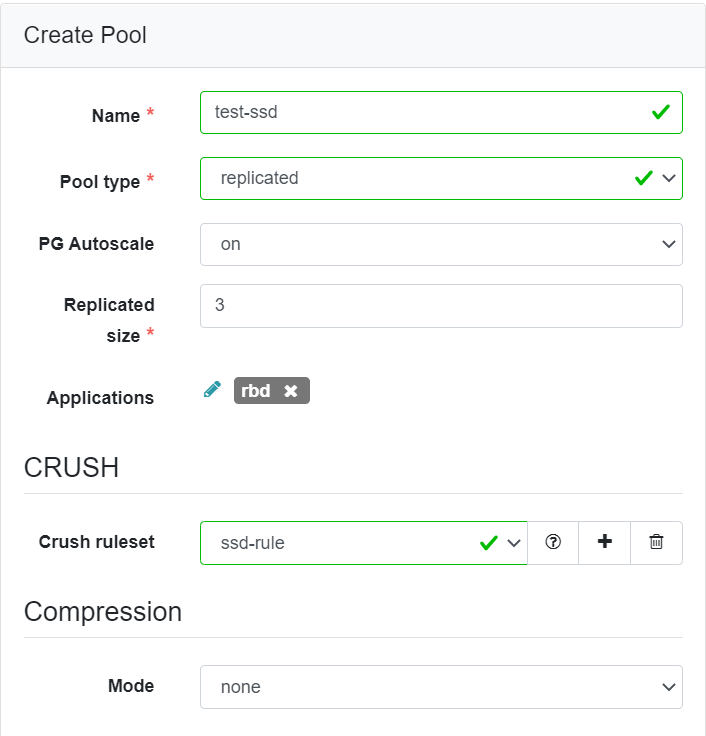 Create Pool
Name *
test-ssd
Pool type *
replicated
PG Autoscale
on
Replicated
size *
3
Applications
rbd
CRUSH
Crush ruleset
ssd-rule
Compression
Mode
none